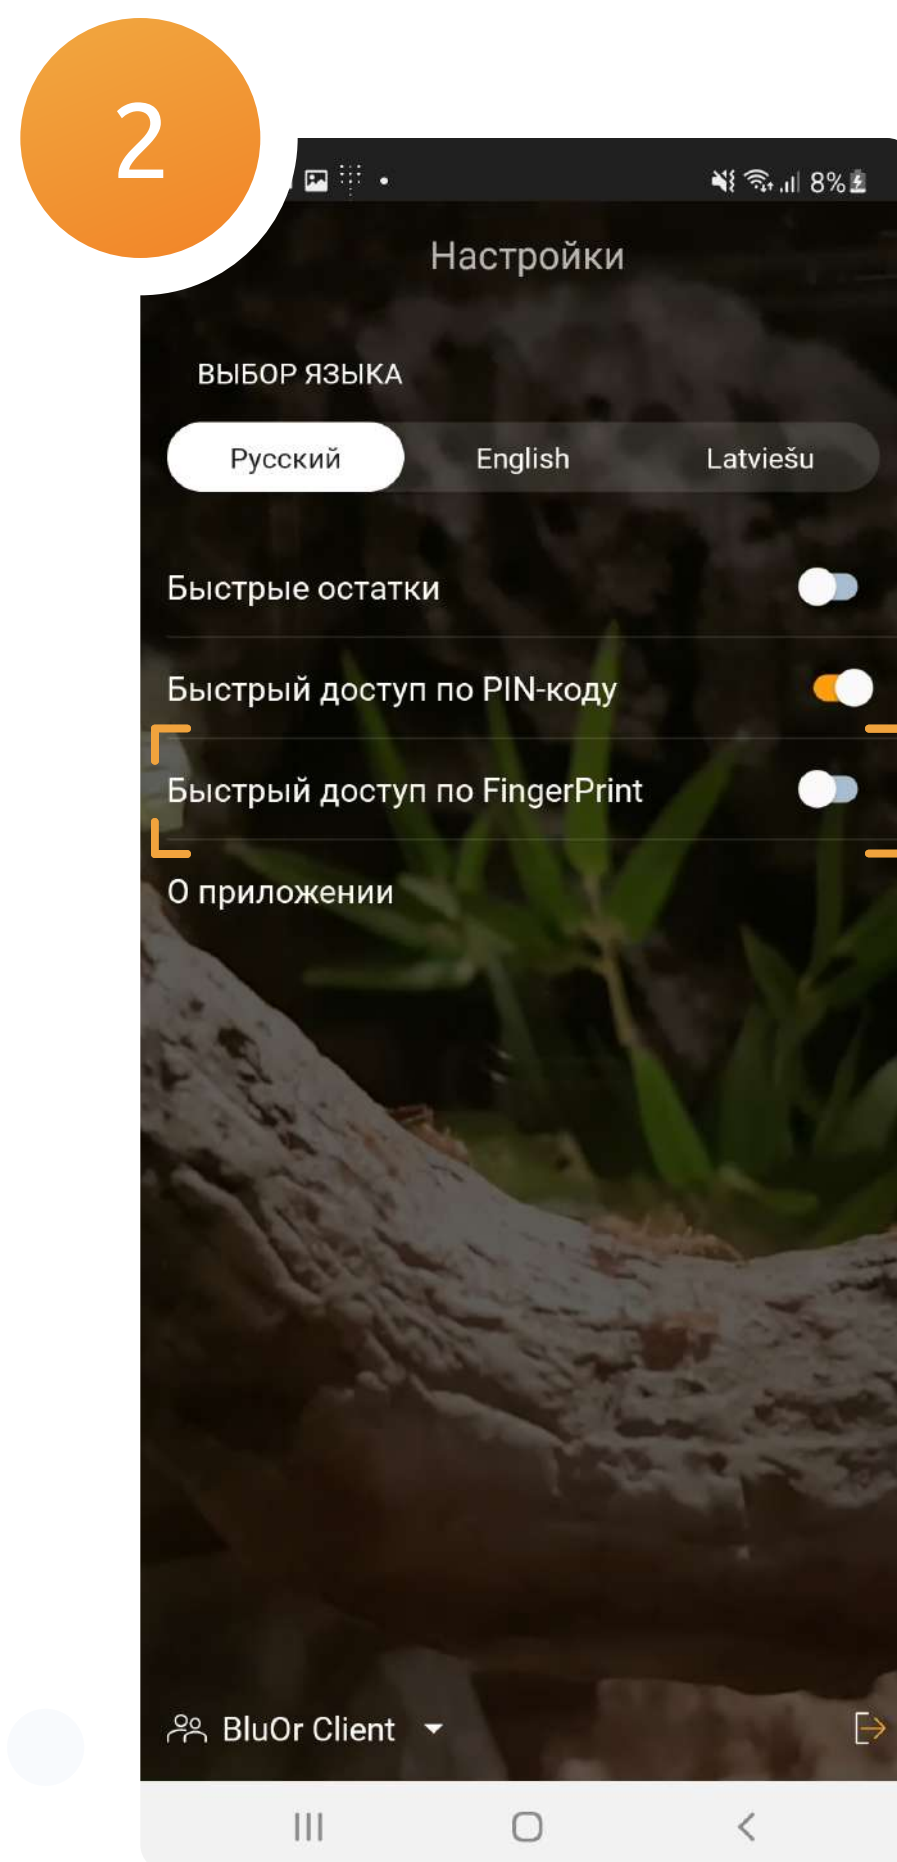 2
8%
Настройки
ВЫБОР ЯЗЫКА
Русский English Latviešu
Быстрые остатки
Быстрый доступ по PIN-коду
Быстрый доступ по FingerPrint
О приложении
BluOr Client